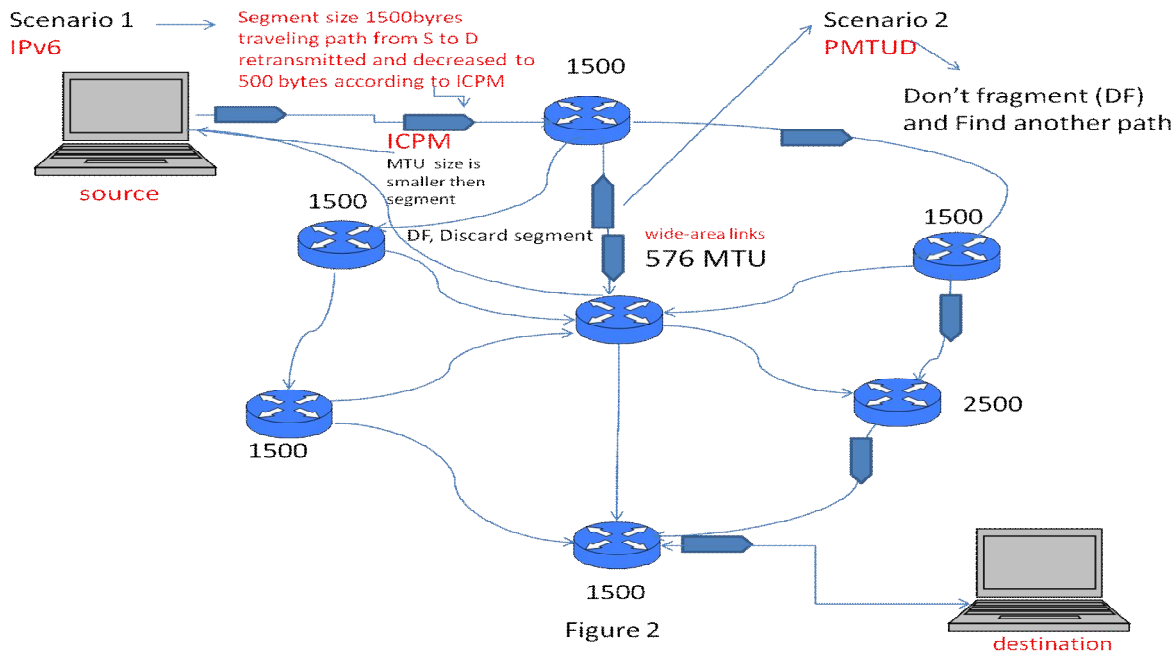 Scenario 1
IPv6
Segment size 1500byres
traveling path from S to D
retransmitted and decreased to
500 bytes according to ICPM
Scenario 2
PMTUD
Don't fragment (DF)
and Find another path
1500
ICPM
MTU size is
smaller then
segment
source
1500
DF, Discard segment
wide-area links
576 MTU
1500
1500
2500
1500
Figure 2
destination